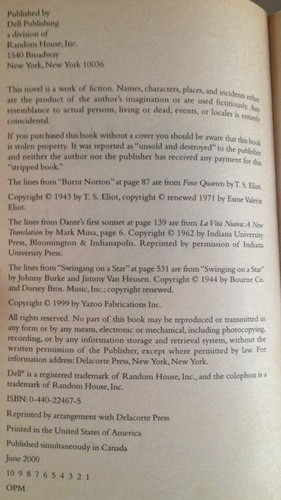 Published by
Dell Publishing
a division of
Random House, Inc.
1540 Broadway
New York, New York 10036
This novel is a work of fiction. Names, characters, places, and incidents either
are the product of the author's imagination or are used fictitiously. Any
resemblance to actual persons, living or dead, events, or locales is entirely
coincidental.
If you purchased this book without a cover you should be aware that this book
is stolen property. It was reported as "unsold and destroyed" to the publisher
and neither the author nor the publisher has received any payment for this
"stripped book."
The lines from "Burnt Norton" at page 87 are from Four Quartets by T. S. Eliot.
Copyright © 1943 by T. S. Eliot, copyright © renewed 1971 by Esme Valerie
Eliot.
The lines from Dante's first sonnet at page 139 are from La Vita Nuova: A New
Translation by Mark Musa, page 6. Copyright © 1962 by Indiana University
Press, Bloomington & Indianapolis. Reprinted by permission of Indiana
University Press.
The lines from "Swinging on a Star" at page 531 are from "Swinging on a Star"
by Johnny Burke and Jimmy Van Heusen. Copyright © 1944 by Bourne Co.
and Dorsey Bros. Music, Inc.; copyright renewed.
Copyright © 1999 by Yazoo Fabrications Inc.
All rights reserved. No part of this book may be reproduced or transmitted in
any form or by any means, electronic or mechanical, including photocopying,
recording, or by any information storage and retrieval system, without the
written permission of the Publisher, except where permitted by law. For
information address: Delacorte Press, New York, New York.
Dell® is a registered trademark of Random House, Inc., and the colophon is a
trademark of Random House, Inc.
ISBN: 0-440-22467-5
Reprinted by arrangement with Delacorte Press
Printed in the United States of America
Published simultaneously in Canada
June 2000
10 9 8 7 6 5 4 3 2 1
OPM